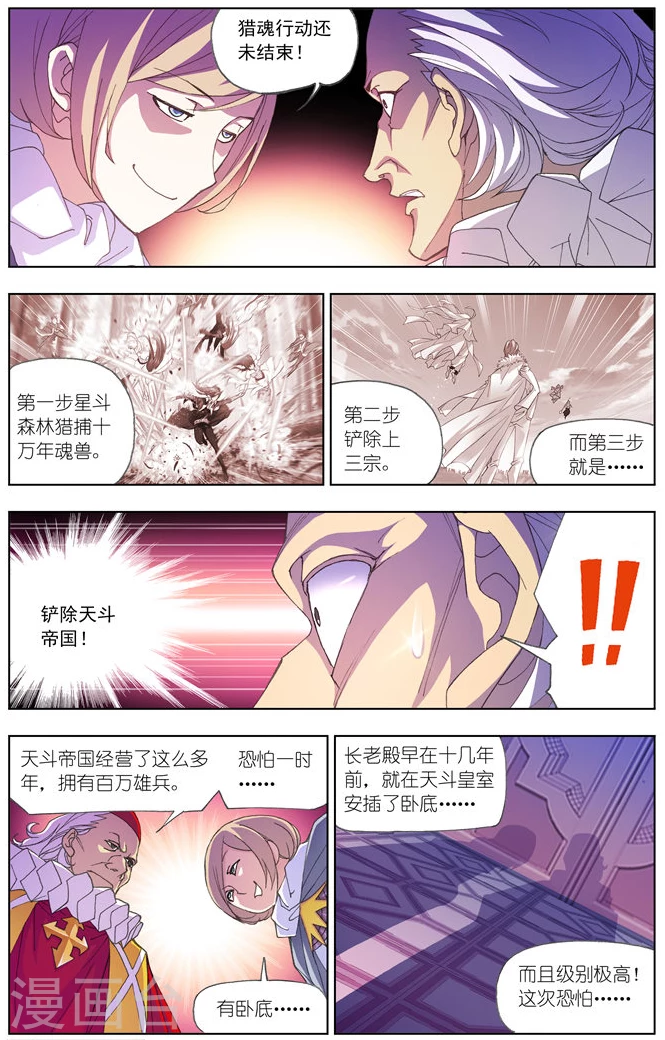 猎魂行动还
未结束！
第一步星斗
森林猎捕十
万年魂兽。
第二步
铲除上
三宗。
而第三步
就是……
铲除天斗
帝国！
!!
天斗帝国经营了这么多
年，拥有百万雄兵。
恐怕一时
……
有卧底……
长老殿早在十几年
前，就在天斗皇室
安插了卧底……
而且级别极高！
这次恐怕……
漫画台